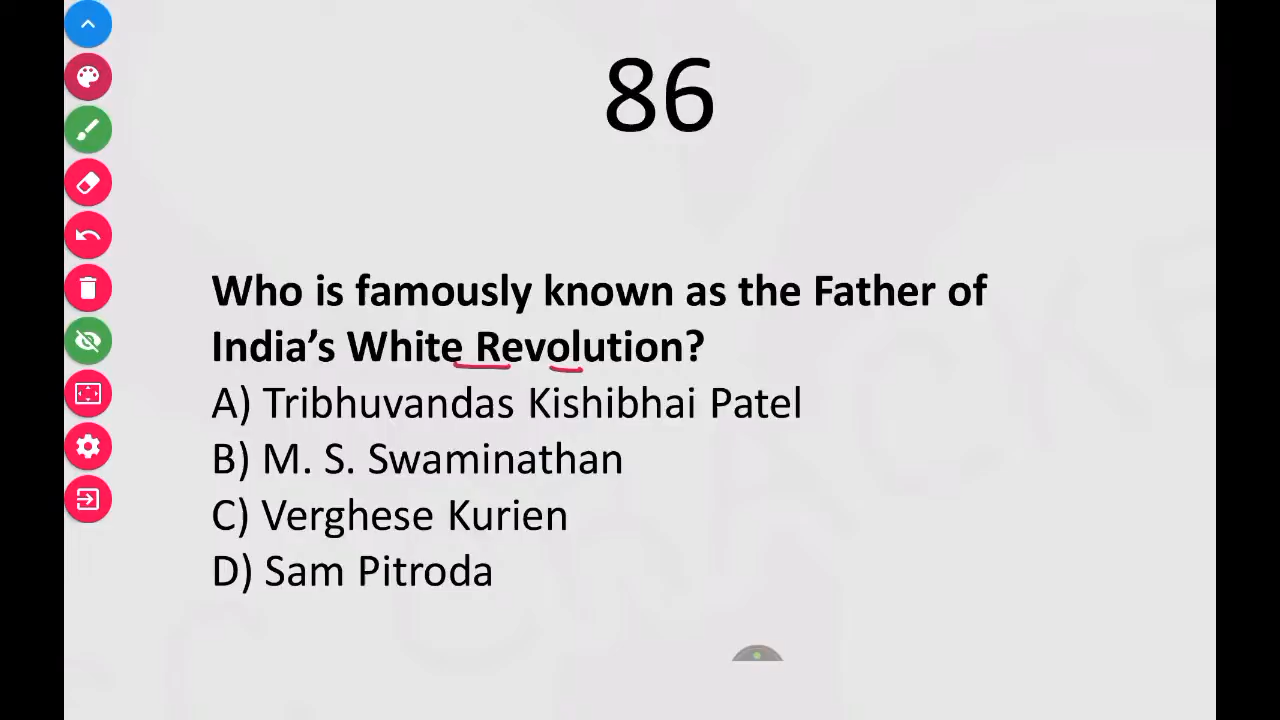 86
Who is famously known as the Father of
India’s White Revolution?
A) Tribhuvandas Kishibhai Patel
B) M. S. Swaminathan
C) Verghese Kurien
D) Sam Pitroda